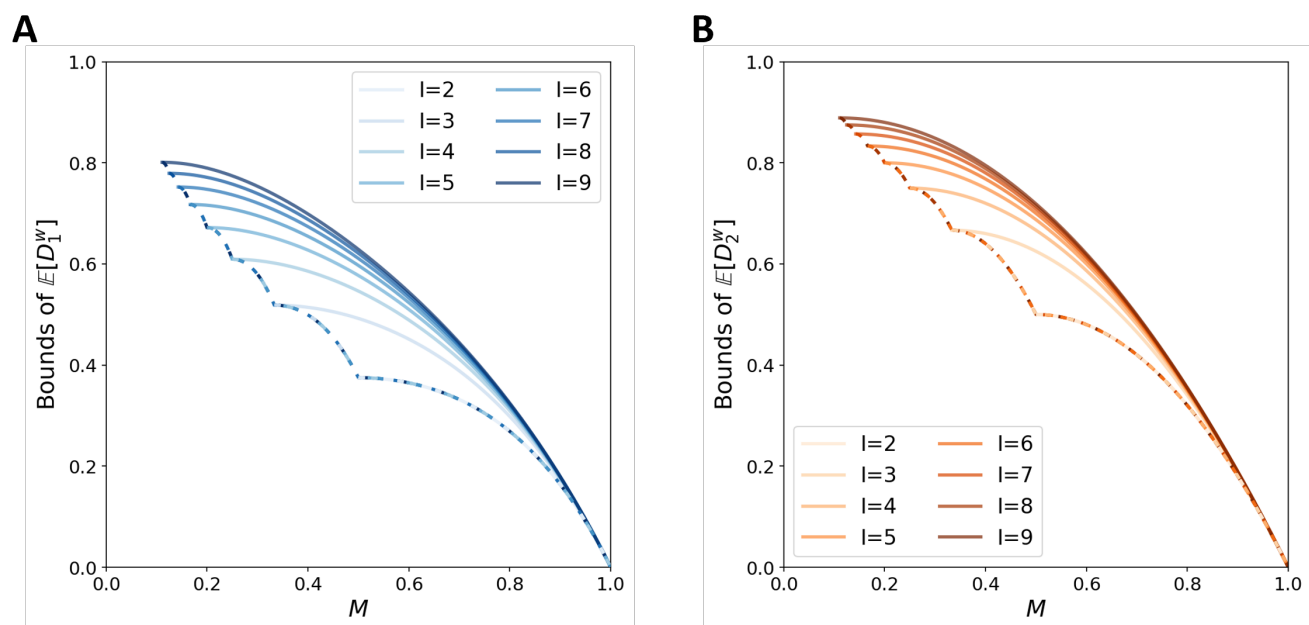 A
Bounds of 𝔼[D₁ʷ]
1.0
0.8
0.6
0.4
0.2
0.0
I=2
I=3
I=4
I=5
I=6
I=7
I=8
I=9
0.0 0.2 0.4 0.6 0.8 1.0
M
B
Bounds of 𝔼[D₂ʷ]
1.0
0.8
0.6
0.4
0.2
0.0
I=2
I=3
I=4
I=5
I=6
I=7
I=8
I=9
0.0 0.2 0.4 0.6 0.8 1.0
M